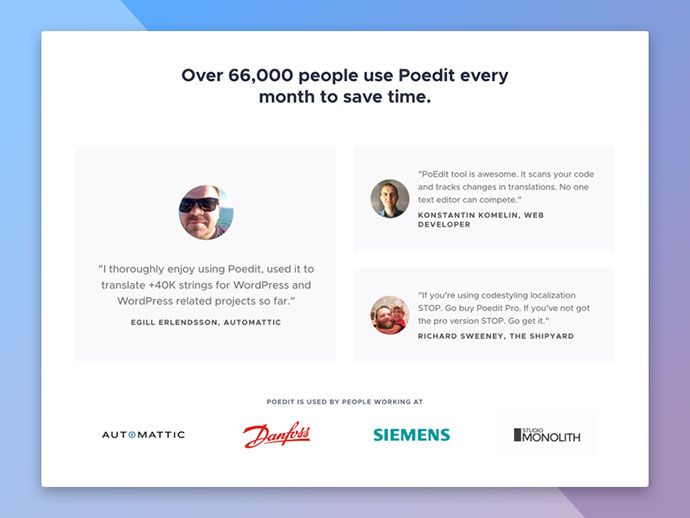 Over 66,000 people use Poedit every
month to save time.
"I thoroughly enjoy using Poedit, used it to
translate +40K strings for WordPress and
WordPress related projects so far."
EGILL ERLENDSSON, AUTOMATTIC
"PoEdit tool is awesome. It scans your code
and tracks changes in translations. No one
text editor can compete."
KONSTANTIN KOMELIN, WEB
DEVELOPER
"If you're using codestyling localization
STOP. Go buy Poedit Pro. If you've not got
the pro version STOP. Go get it."
RICHARD SWEENEY, THE SHIPYARD
POEDIT IS USED BY PEOPLE WORKING AT
AUTOMATTIC
Danfoss
SIEMENS
STUDIO
MONOLITH